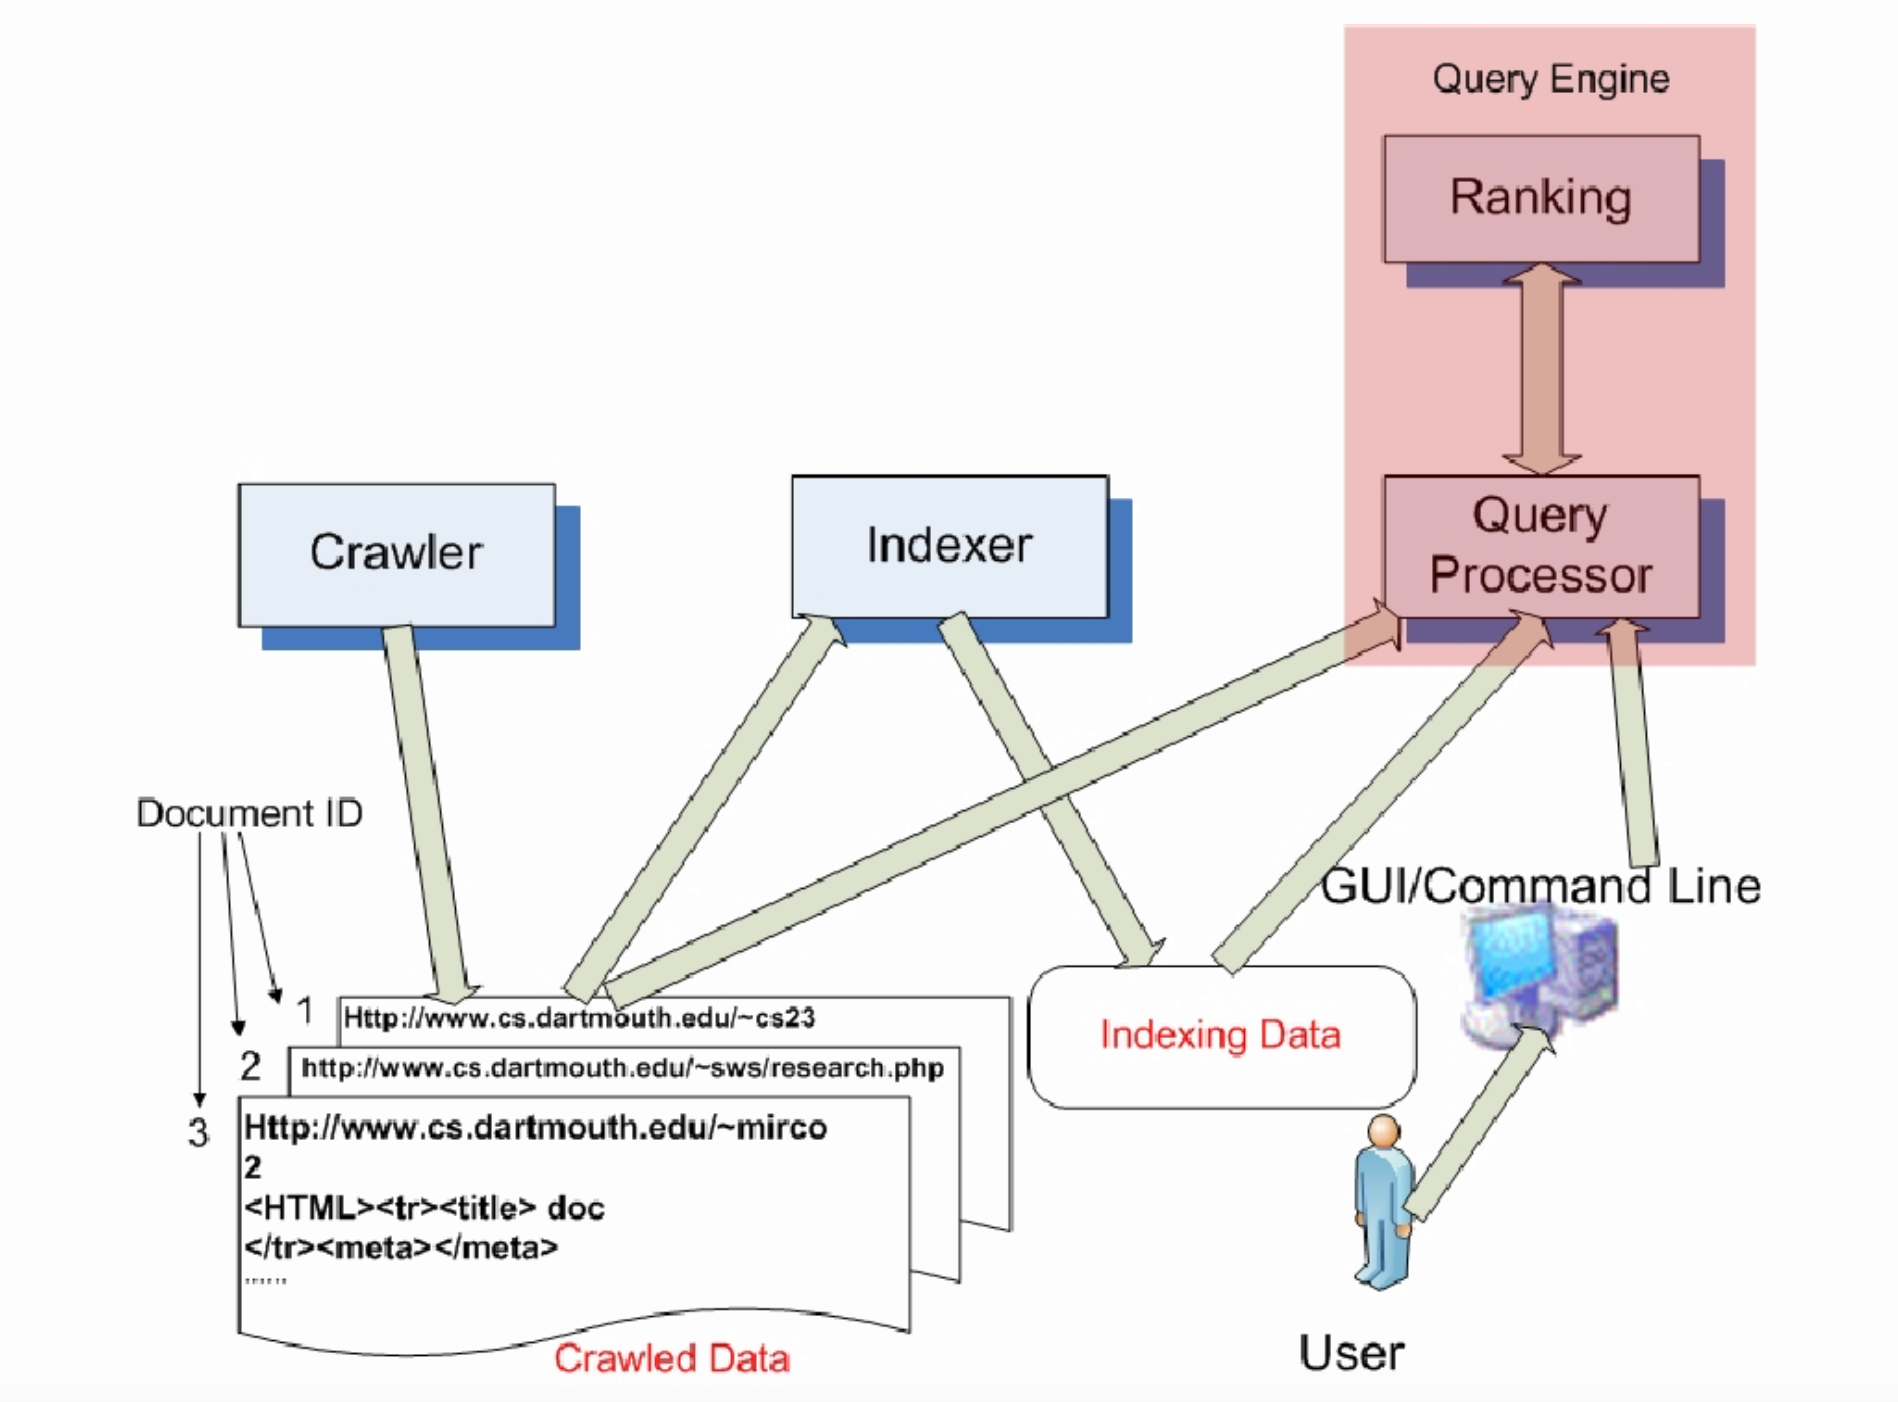 Query Engine
Ranking
Query
Processor
Crawler
Indexer
Document ID
GUI/Command Line
1
Http://www.cs.dartmouth.edu/~cs23
2
http://www.cs.dartmouth.edu/~sws/research.php
3
Http://www.cs.dartmouth.edu/~mirco
2
<HTML><tr><title> doc
</tr><meta></meta>
......
Crawled Data
Indexing Data
User